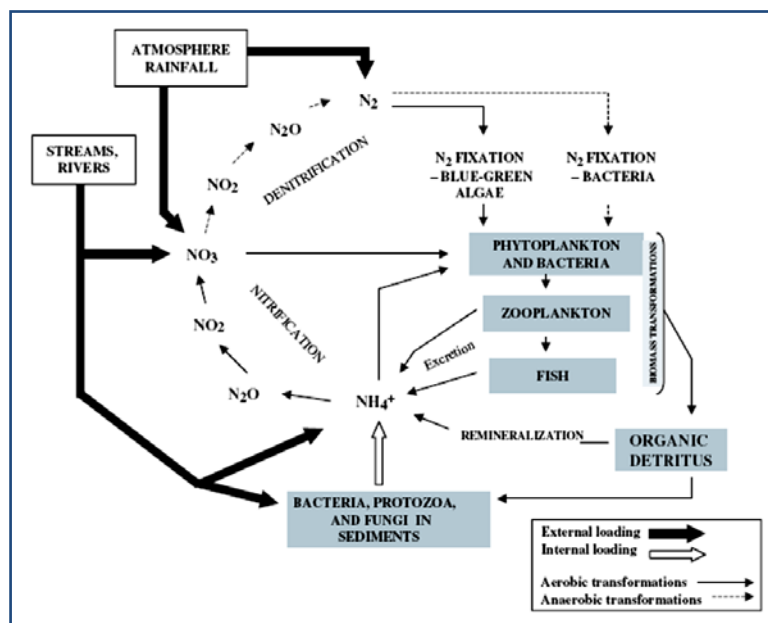 ATMOSPHERE
RAINFALL
N2
N2O
STREAMS,
RIVERS
NO2
DENITRIFICATION
N2 FIXATION
– BLUE-GREEN
ALGAE
N2 FIXATION
– BACTERIA
NO3
PHYTOPLANKTON
AND BACTERIA
BIOMASS TRANSFORMATIONS
NITRIFICATION
NO2
ZOOPLANKTON
Excretion
FISH
N2O
NH4+
REMINERALIZATION
ORGANIC
DETRITUS
BACTERIA, PROTOZOA,
AND FUNGI IN
SEDIMENTS
External loading
Internal loading
Aerobic transformations
Anaerobic transformations